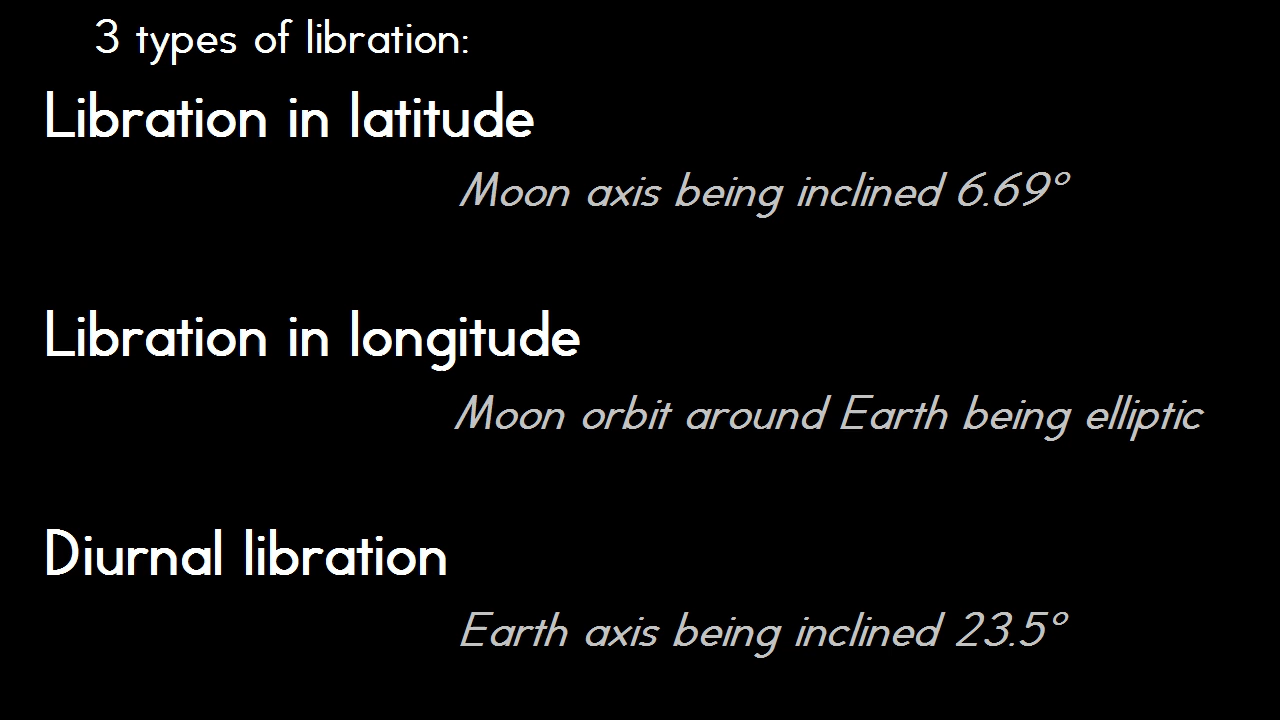 3 types of libration:
Libration in latitude
Moon axis being inclined 6.69°
Libration in longitude
Moon orbit around Earth being elliptic
Diurnal libration
Earth axis being inclined 23.5°